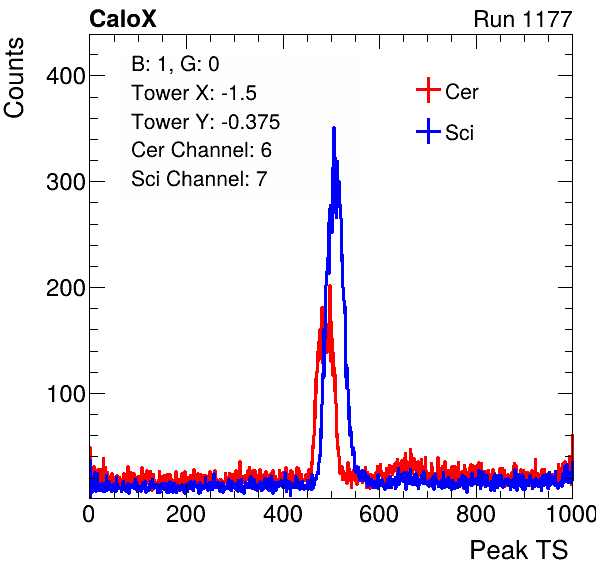 CaloX Run 1177
Counts
B: 1, G: 0
Tower X: -1.5
Tower Y: -0.375
Cer Channel: 6
Sci Channel: 7
Cer
Sci
400
300
200
100
0 200 400 600 800 1000
Peak TS